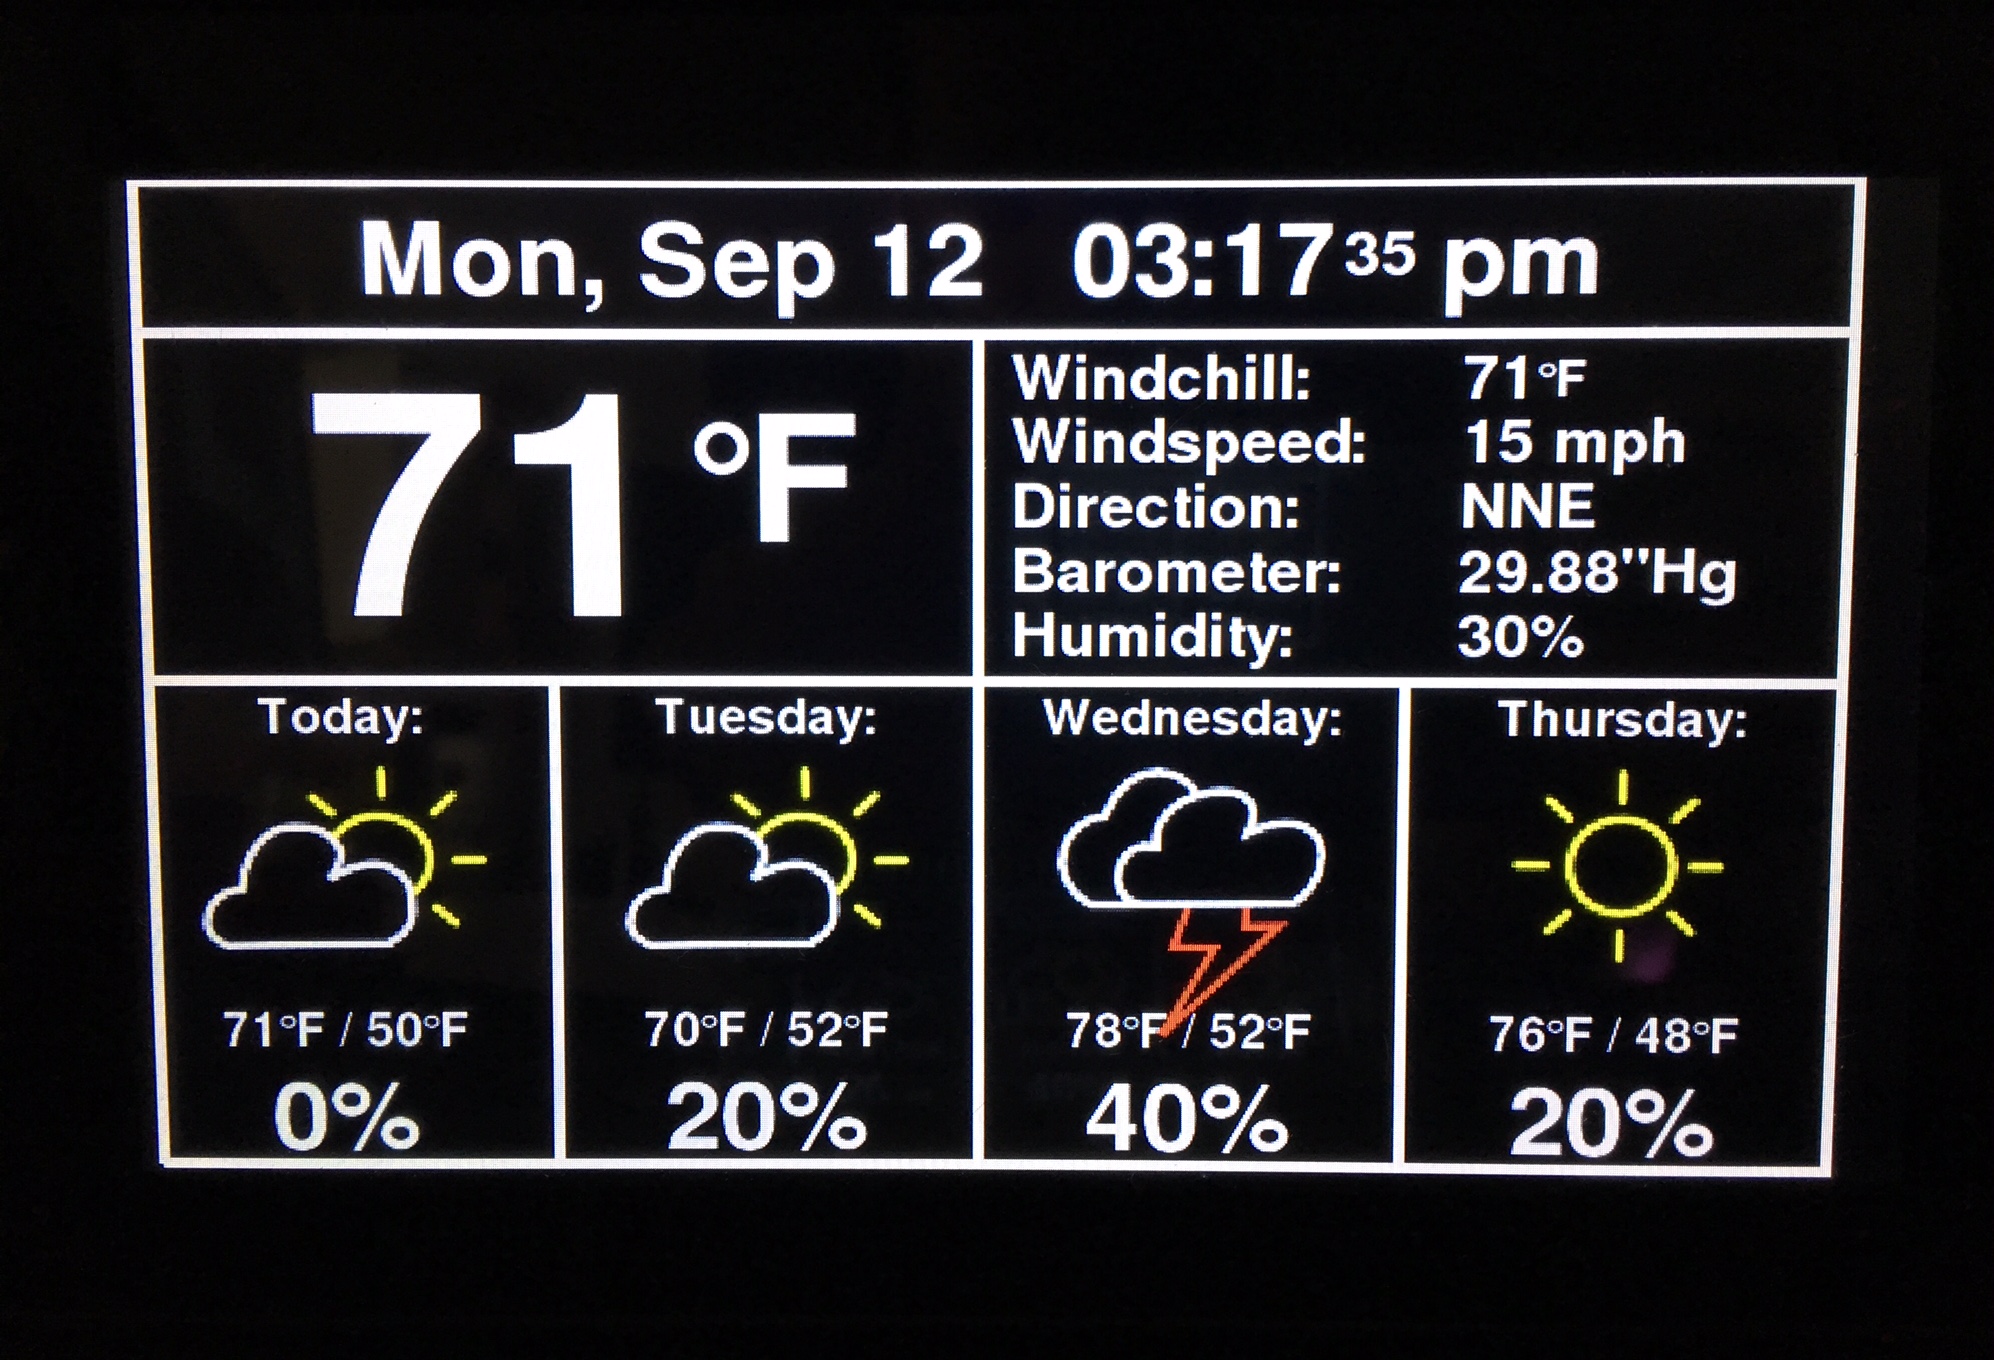 Mon, Sep 12 03:17 35 pm
71 °F
Windchill: 71°F
Windspeed: 15 mph
Direction: NNE
Barometer: 29.88"Hg
Humidity: 30%
Today:
71°F / 50°F
0%
Tuesday:
70°F / 52°F
20%
Wednesday:
78°F / 52°F
40%
Thursday:
76°F / 48°F
20%